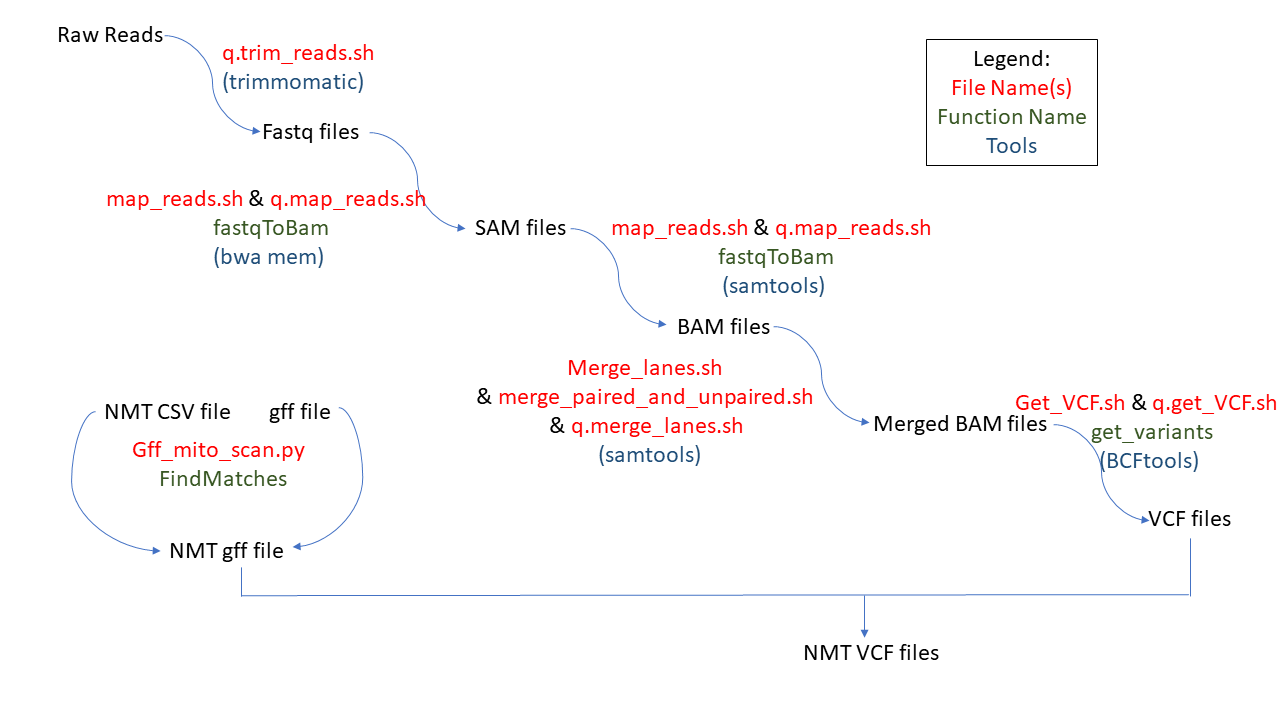 Raw Reads
q.trim_reads.sh
(trimmomatic)
Legend:
File Name(s)
Function Name
Tools
Fastq files
map_reads.sh & q.map_reads.sh
fastqToBam
(bwa mem)
SAM files
map_reads.sh & q.map_reads.sh
fastqToBam
(samtools)
BAM files
Merge_lanes.sh
& merge_paired_and_unpaired.sh
& q.merge_lanes.sh
(samtools)
Merged BAM files
Get_VCF.sh & q.get_VCF.sh
get_variants
(BCFtools)
VCF files
NMT CSV file
gff file
Gff_mito_scan.py
FindMatches
NMT gff file
NMT VCF files